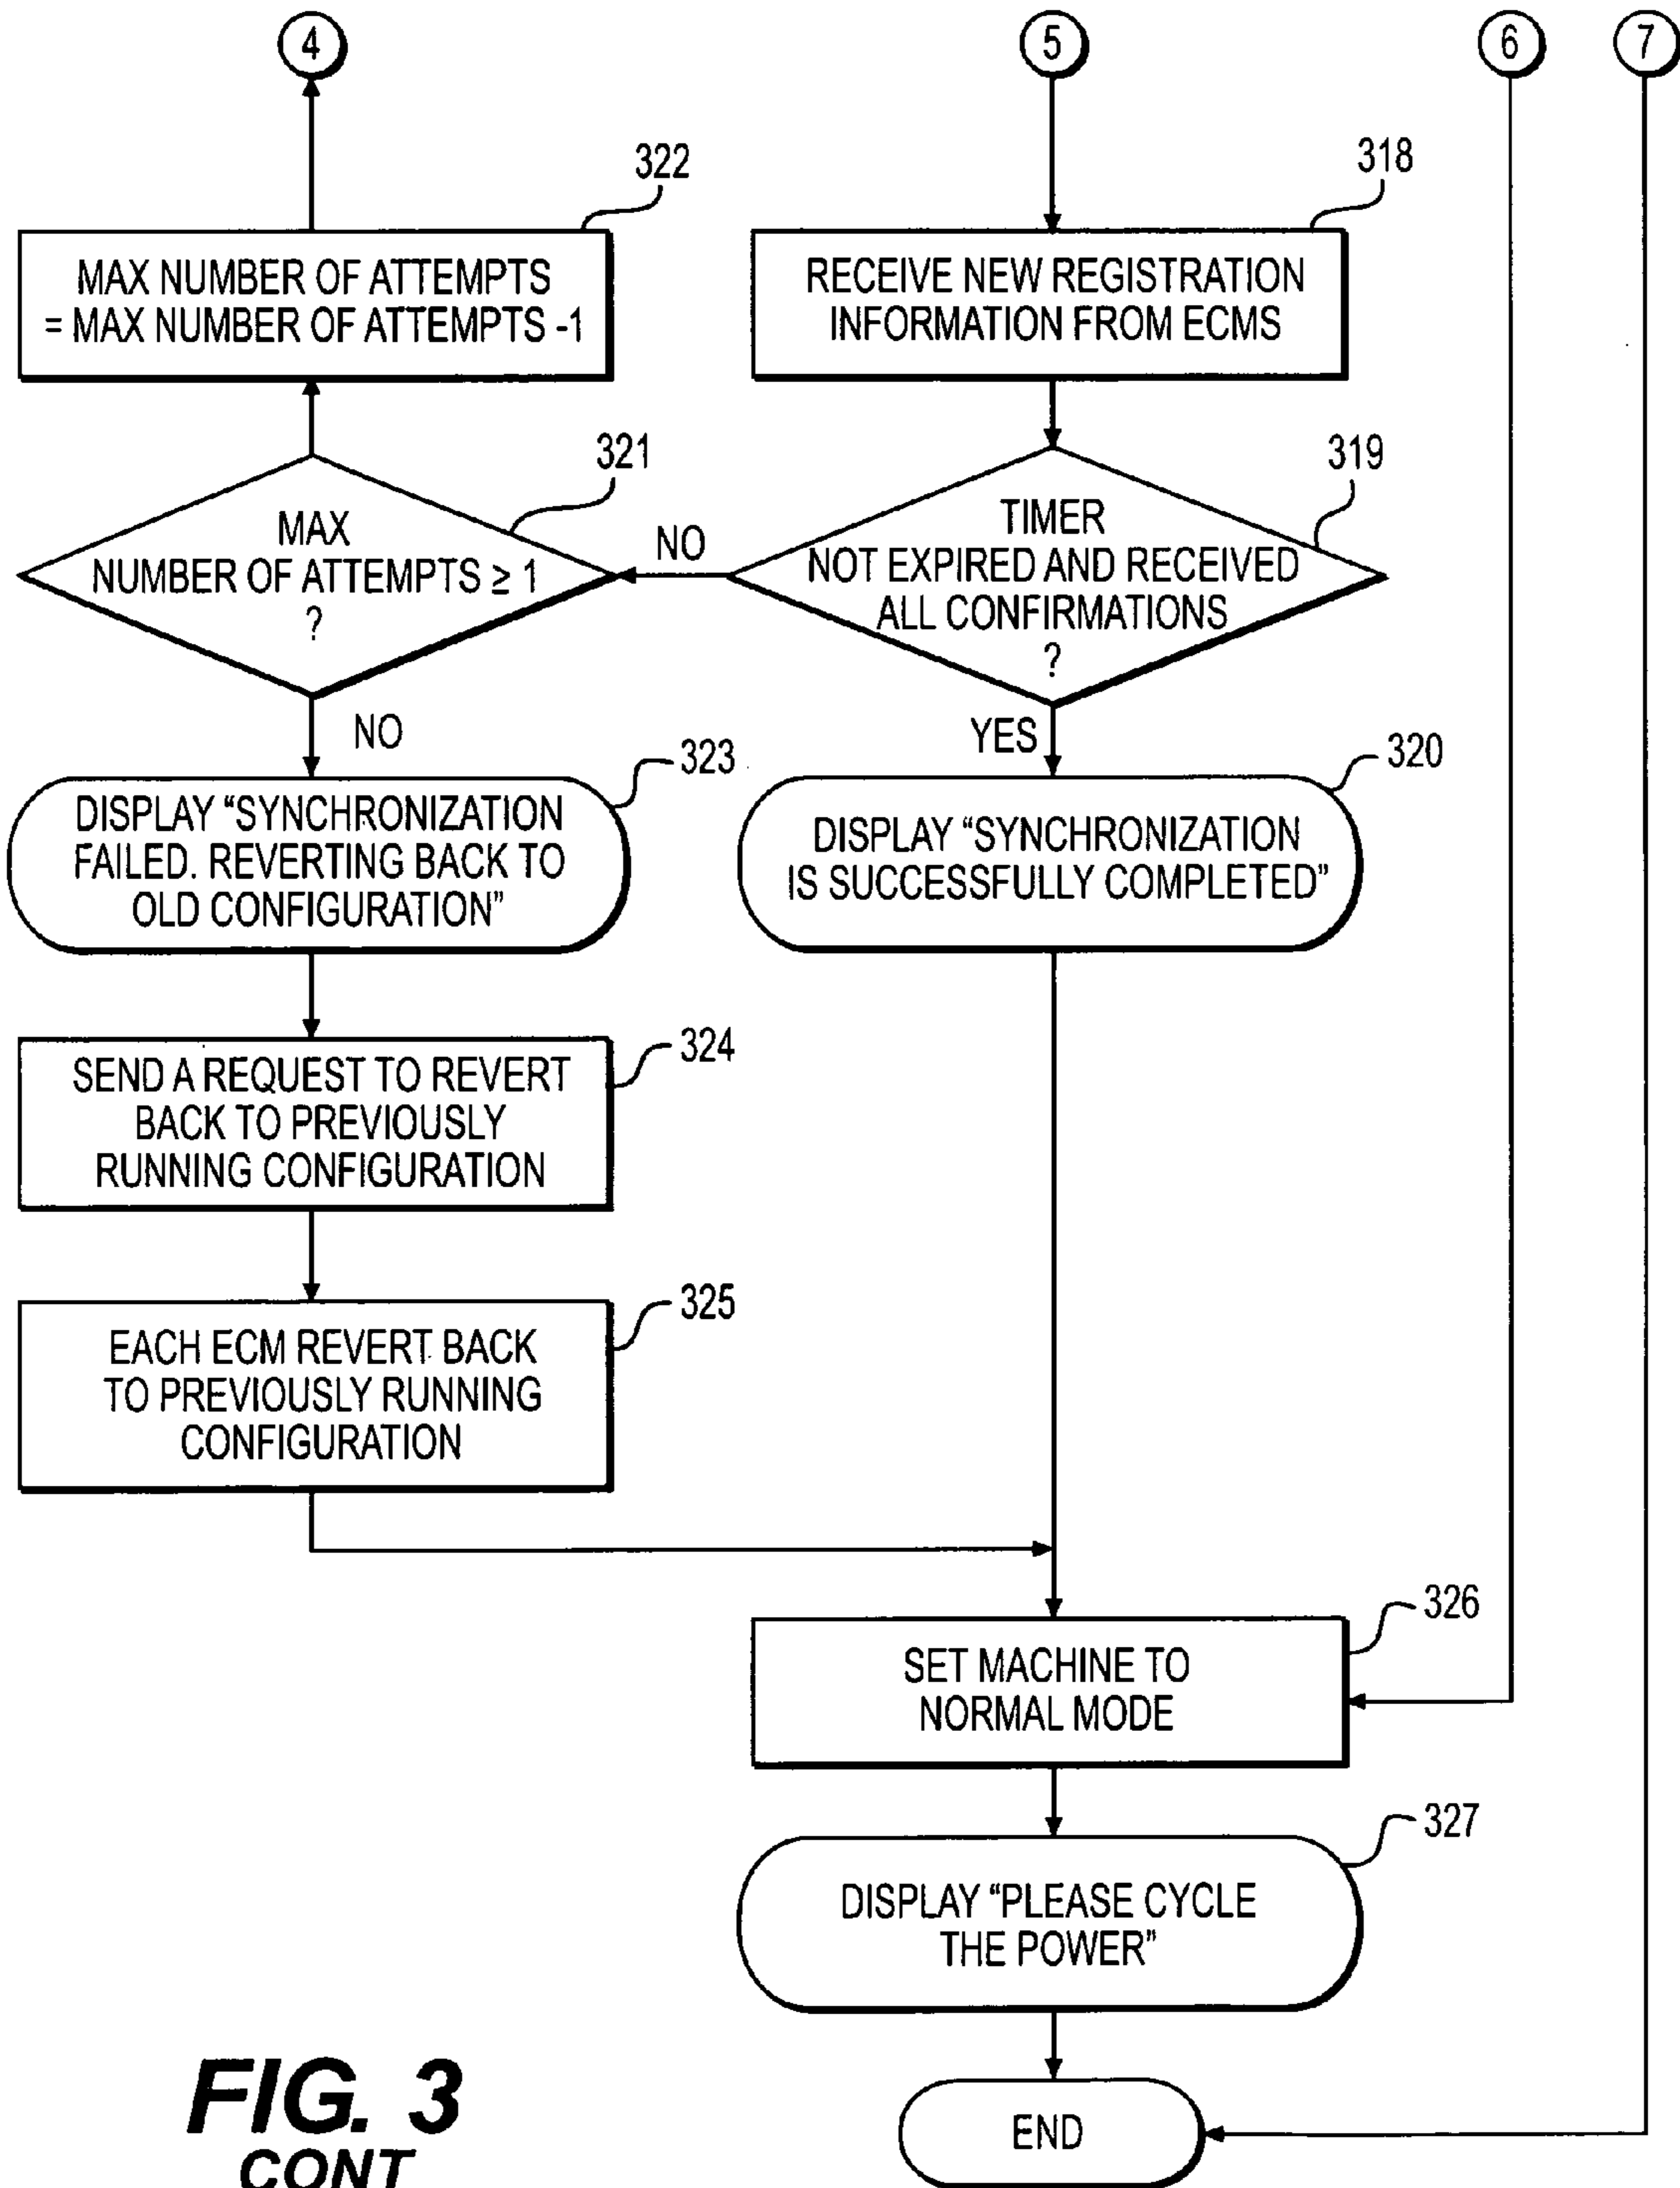 4
5
6
7
322
318
MAX NUMBER OF ATTEMPTS
= MAX NUMBER OF ATTEMPTS -1
RECEIVE NEW REGISTRATION
INFORMATION FROM ECMS
321
319
MAX
NUMBER OF ATTEMPTS ≥ 1
?
NO
TIMER
NOT EXPIRED AND RECEIVED
ALL CONFIRMATIONS
?
NO
YES
323
320
DISPLAY “SYNCHRONIZATION
FAILED. REVERTING BACK TO
OLD CONFIGURATION”
DISPLAY “SYNCHRONIZATION
IS SUCCESSFULLY COMPLETED”
324
SEND A REQUEST TO REVERT
BACK TO PREVIOUSLY
RUNNING CONFIGURATION
325
EACH ECM REVERT BACK
TO PREVIOUSLY RUNNING
CONFIGURATION
326
SET MACHINE TO
NORMAL MODE
327
DISPLAY “PLEASE CYCLE
THE POWER”
END
FIG. 3
CONT